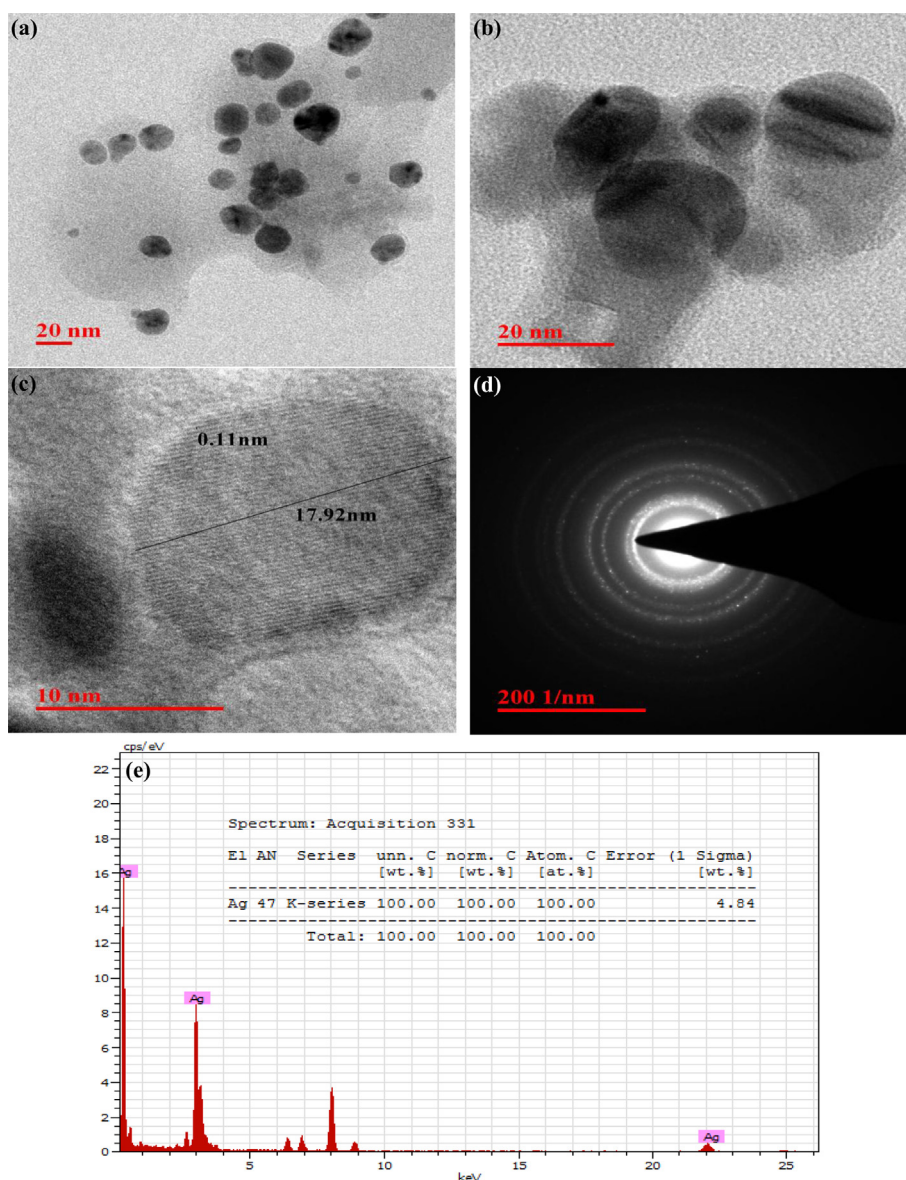 (a)
20 nm
(b)
20 nm
(c)
0.11nm
17.92nm
10 nm
(d)
200 1/nm
cps/eV
(e)
22
20
18
16
14
12
10
8
6
4
2
0
Spectrum: Acquisition 331
El AN Series unn. C norm. C Atom. C Error (1 Sigma)
[wt.%] [wt.%] [at.%] [wt.%]
Ag 47 K-series 100.00 100.00 100.00 4.84
Total: 100.00 100.00 100.00
Ag
Ag
Ag
5 10 15 20 25
keV